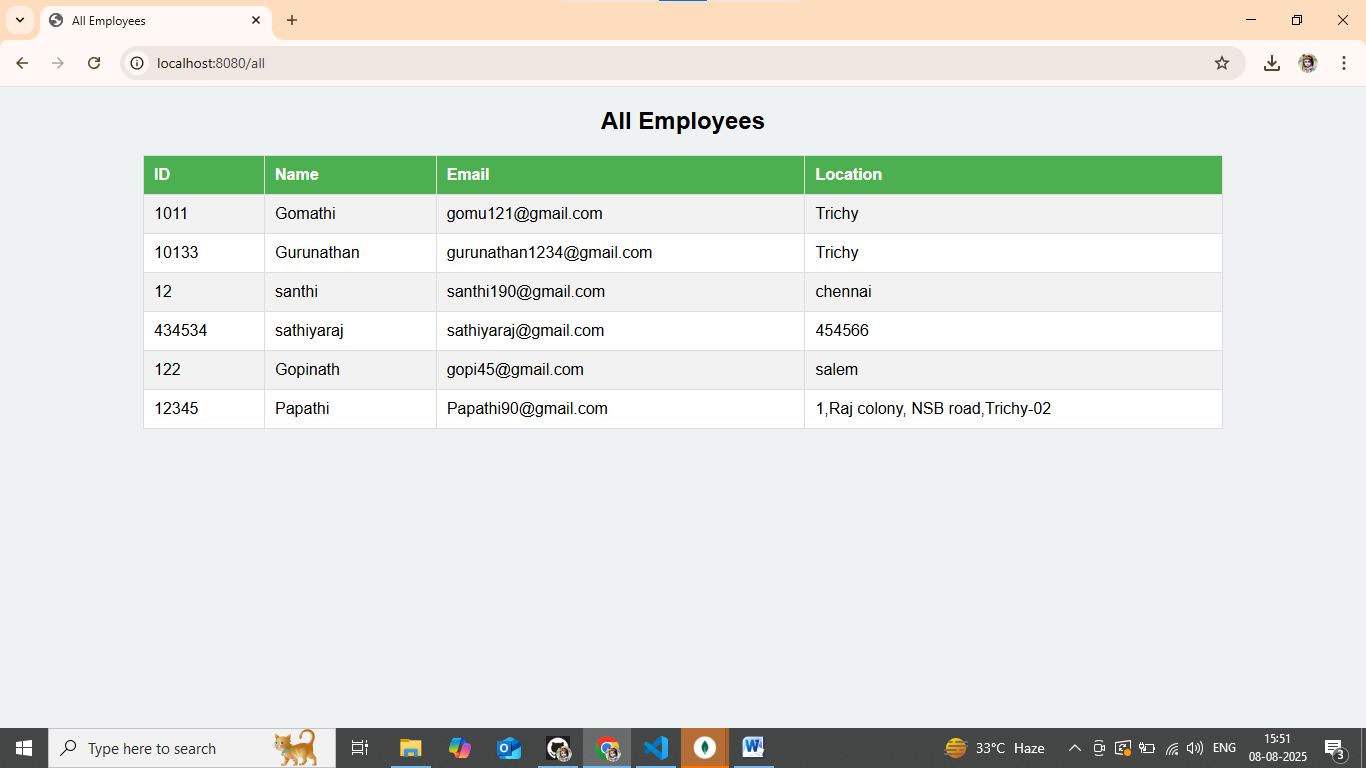 All Employees
localhost:8080/all
All Employees
ID Name Email Location
1011 Gomathi gomu121@gmail.com Trichy
10133 Gurunathan gurunathan1234@gmail.com Trichy
12 santhi santhi190@gmail.com chennai
434534 sathiyaraj sathiyaraj@gmail.com 454566
122 Gopinath gopi45@gmail.com salem
12345 Papathi Papathi90@gmail.com 1,Raj colony, NSB road,Trichy-02
Type here to search 33°C Haze ENG 15:51
08-08-2025 3